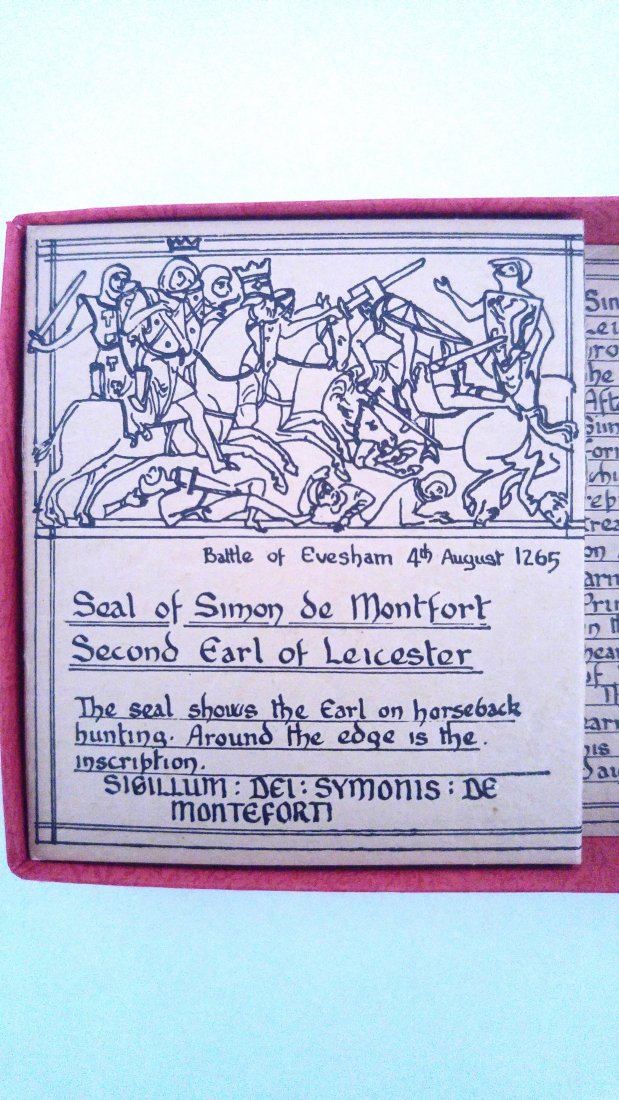 Battle of Evesham 4th August 1265
Seal of Simon de Montfort
Second Earl of Leicester
The seal shows the Earl on horseback
hunting. Around the edge is the.
inscription.
SIGILLUM : DEI : SYMONIS : DE
MONTEFORTI